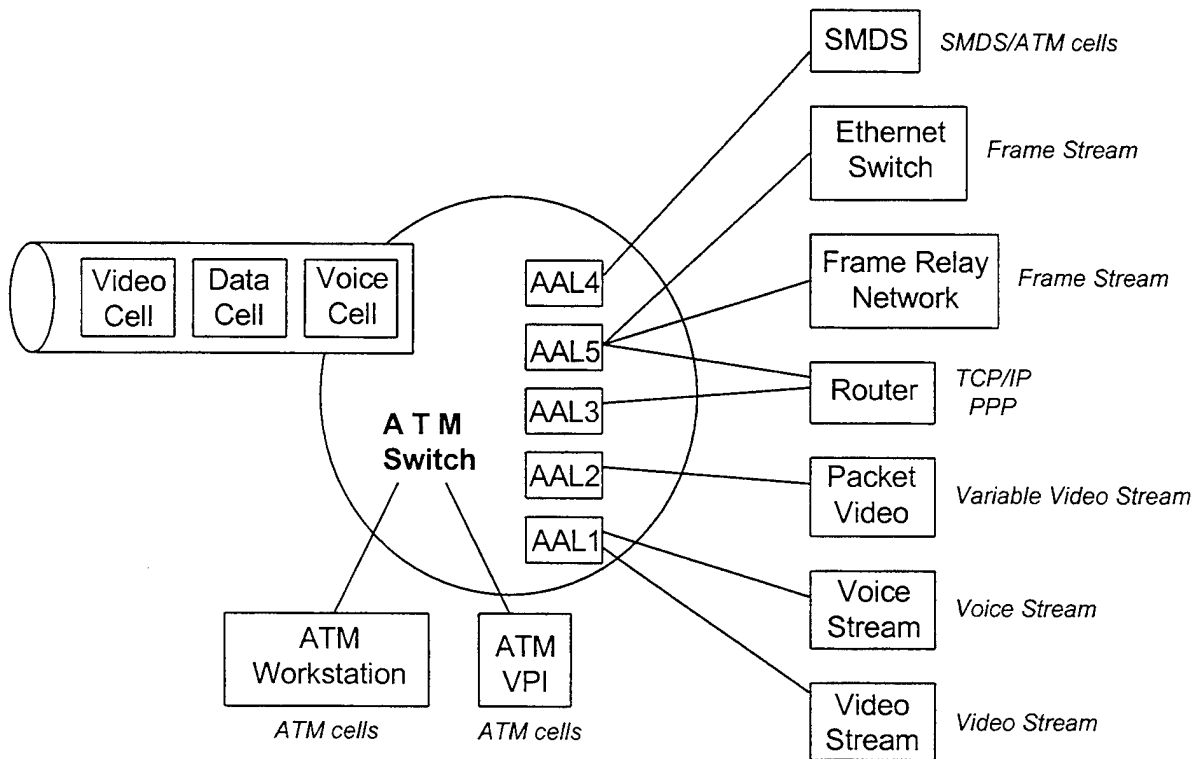 SMDS
SMDS/ATM cells
Ethernet
Switch
Frame Stream
Frame Relay
Network
Frame Stream
Router
TCP/IP
PPP
Packet
Video
Variable Video Stream
Voice
Stream
Voice Stream
Video
Stream
Video Stream
Video
Cell
Data
Cell
Voice
Cell
AAL4
AAL5
AAL3
AAL2
AAL1
A T M
Switch
ATM
Workstation
ATM cells
ATM
VPI
ATM cells